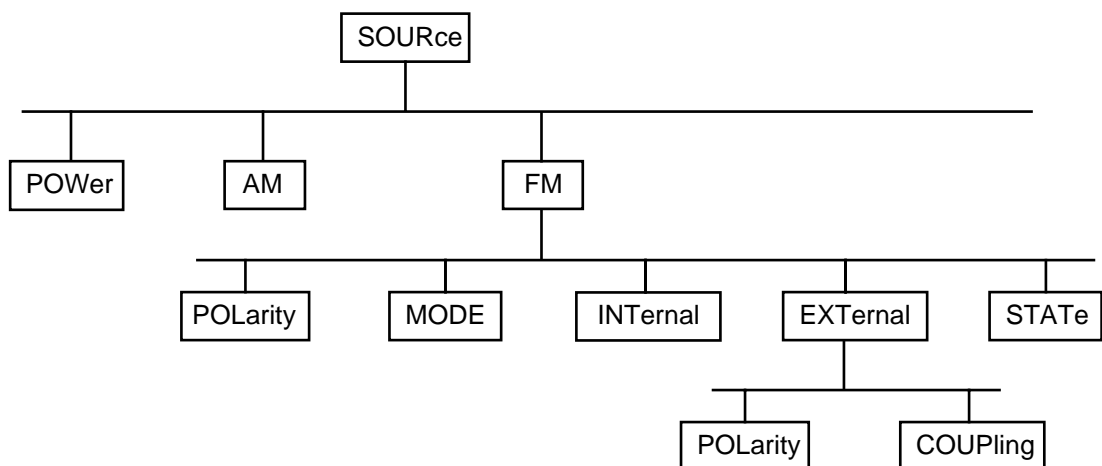 SOURce
POWer AM FM
POLarity MODE INTernal EXTernal STATe
POLarity COUPling